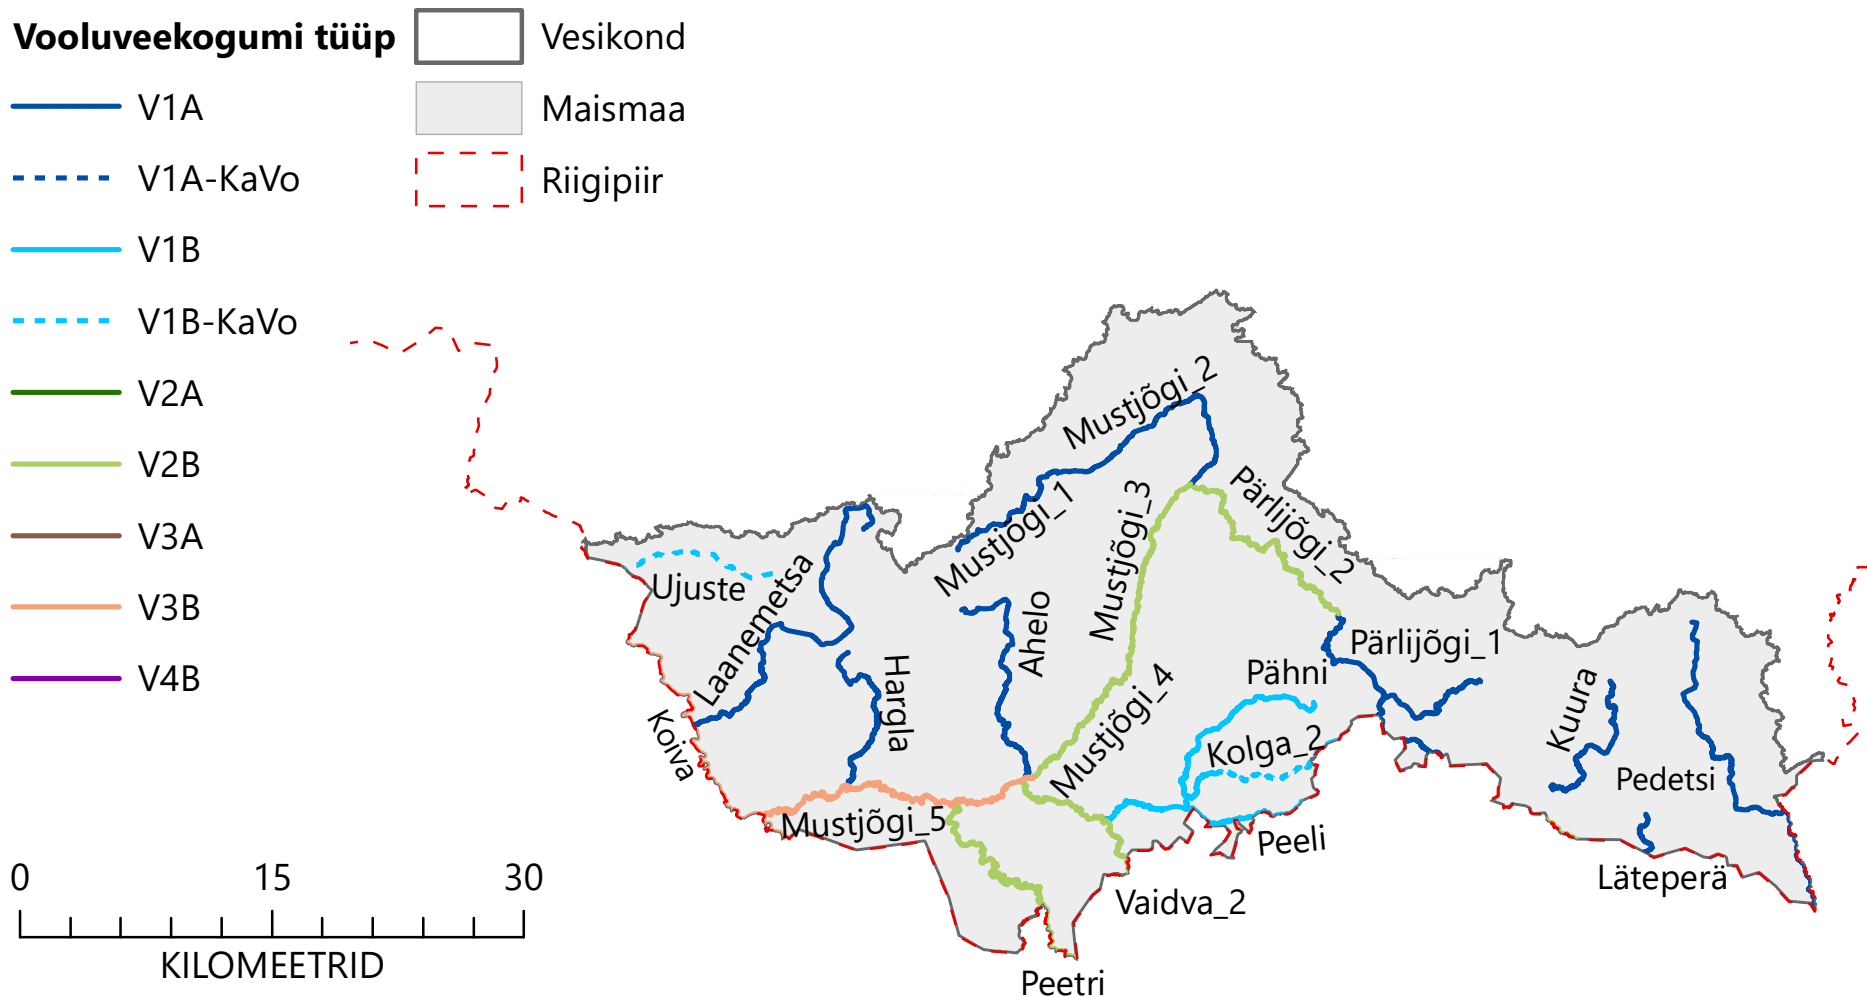 Vooluveekogumi tüüp
V1A
V1A-KaVo
V1B
V1B-KaVo
V2A
V2B
V3A
V3B
V4B
Vesikond
Maismaa
Riigipiir
Mustjõgi_2
Mustjõgi_1
Mustjõgi_3
Pärlijõgi_2
Ujuste
Laanemetsa
Ahelo
Hargla
Koiva
Mustjõgi_4
Pähni
Pärlijõgi_1
Kolga_2
Kuura
Pedetsi
Mustjõgi_5
Peeli
Läteperä
Vaidva_2
Peetri
0 15 30
KILOMEETRID